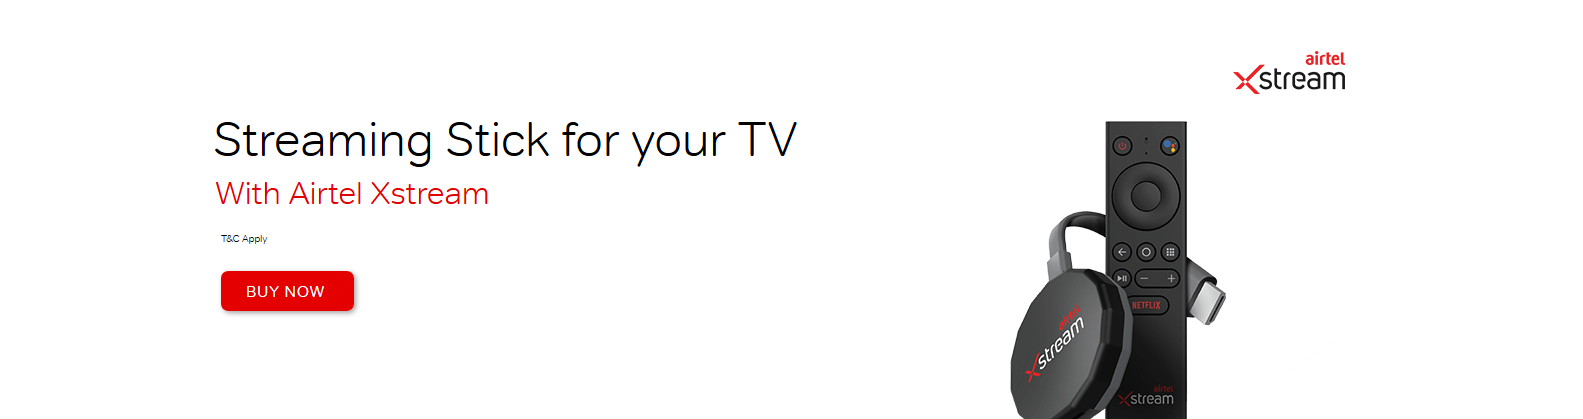 airtel
Xstream
Streaming Stick for your TV
With Airtel Xstream
T&C Apply
BUY NOW
NETFLIX
airtel
Xstream
airtel
Xstream